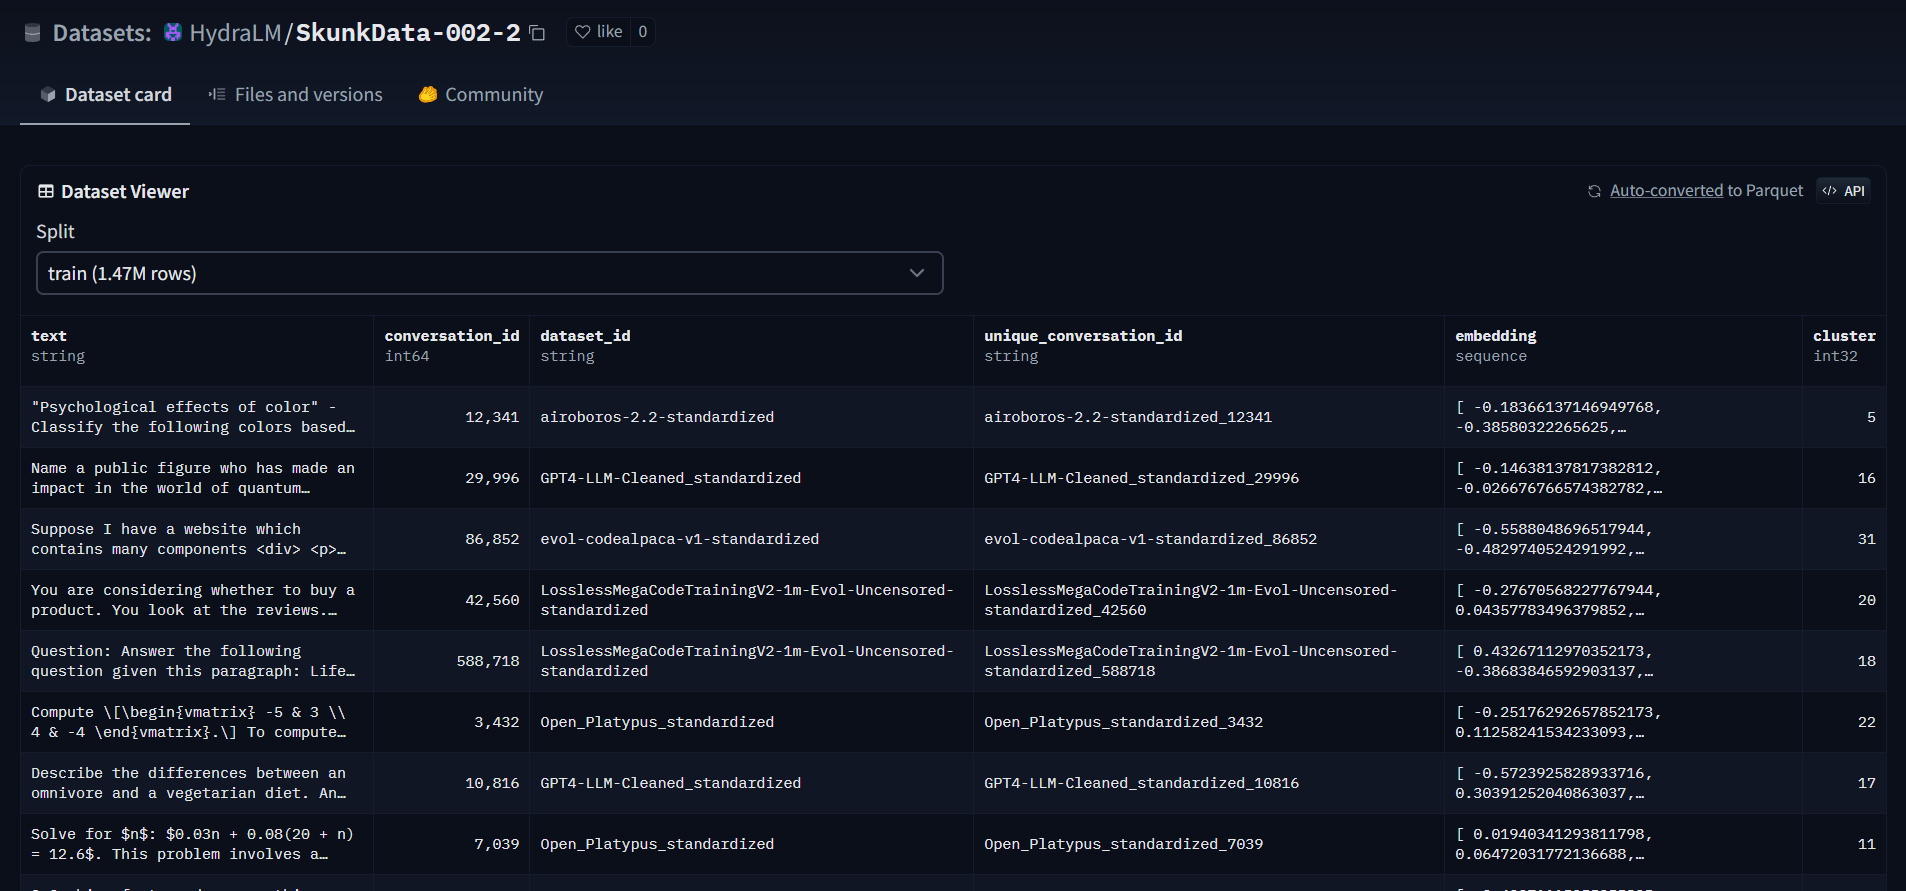 Datasets: HydraLM/SkunkData-002-2 like 0
Dataset card Files and versions Community
Dataset Viewer Auto-converted to Parquet API
Split
train (1.47M rows)
text conversation_id dataset_id unique_conversation_id embedding cluster
string int64 string string sequence int32
"Psychological effects of color" - [ -0.18366137146949768,
12,341 airoboros-2.2-standardized airoboros-2.2-standardized_12341 5
Classify the following colors based… -0.38580322265625,…
Name a public figure who has made an [ -0.14638137817382812,
29,996 GPT4-LLM-Cleaned_standardized GPT4-LLM-Cleaned_standardized_29996 16
impact in the world of quantum… -0.026676766574382782,…
Suppose I have a website which [ -0.5588048696517944,
86,852 evol-codealpaca-v1-standardized evol-codealpaca-v1-standardized_86852 31
contains many components <div> <p>… -0.4829740524291992,…
You are considering whether to buy a LosslessMegaCodeTrainingV2-1m-Evol-Uncensored- LosslessMegaCodeTrainingV2-1m-Evol-Uncensored- [ -0.27670568227767944,
42,560 20
product. You look at the reviews.… standardized standardized_42560 0.04357783496379852,…
Question: Answer the following LosslessMegaCodeTrainingV2-1m-Evol-Uncensored- LosslessMegaCodeTrainingV2-1m-Evol-Uncensored- [ 0.43267112970352173,
588,718 18
question given this paragraph: Life… standardized standardized_588718 -0.38683846592903137,…
Compute \[\begin{vmatrix} -5 & 3 \\ [ -0.25176292657852173,
3,432 Open_Platypus_standardized Open_Platypus_standardized_3432 22
4 & -4 \end{vmatrix}.\] To compute… 0.11258241534233093,…
Describe the differences between an [ -0.5723925828933716,
10,816 GPT4-LLM-Cleaned_standardized GPT4-LLM-Cleaned_standardized_10816 17
omnivore and a vegetarian diet. An… 0.30391252040863037,…
Solve for $n$: $0.03n + 0.08(20 + n) [ 0.01940341293811798,
7,039 Open_Platypus_standardized Open_Platypus_standardized_7039 11
= 12.6$. This problem involves a… 0.06472031772136688,…